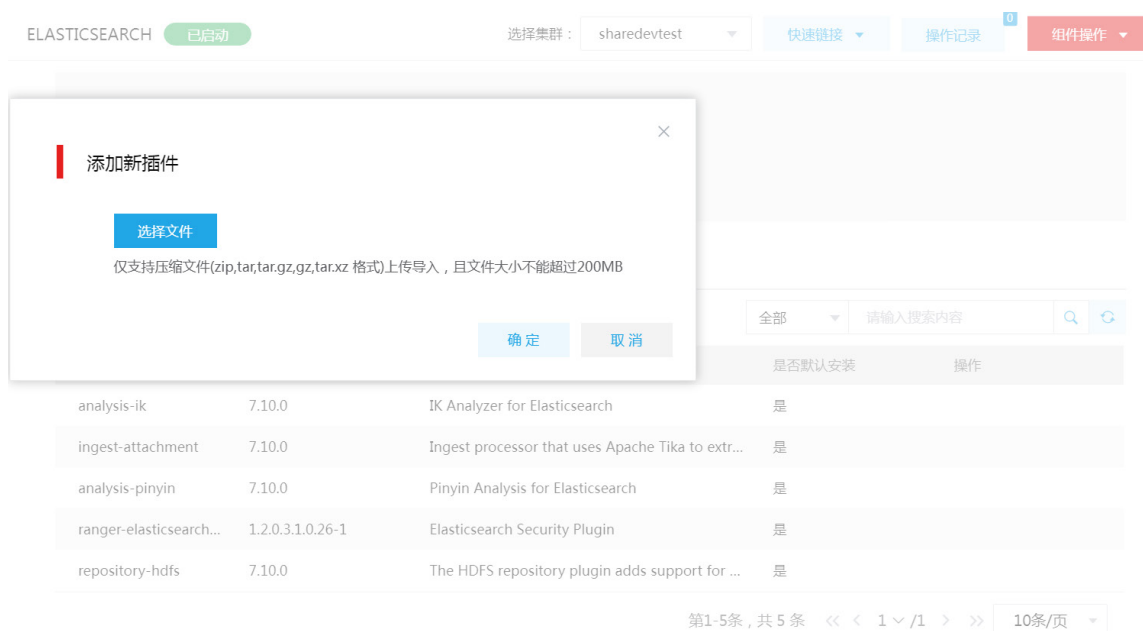 ELASTICSEARCH 已启动 选择集群： sharedevtest 快速链接 操作记录 0 组件操作
添加新插件
选择文件
仅支持压缩文件(zip,tar,tar.gz,gz,tar.xz 格式)上传导入，且文件大小不能超过200MB
确 定 取 消
全部 请输入搜索内容
是否默认安装 操作
analysis-ik 7.10.0 IK Analyzer for Elasticsearch 是
ingest-attachment 7.10.0 Ingest processor that uses Apache Tika to extr... 是
analysis-pinyin 7.10.0 Pinyin Analysis for Elasticsearch 是
ranger-elasticsearch... 1.2.0.3.1.0.26-1 Elasticsearch Security Plugin 是
repository-hdfs 7.10.0 The HDFS repository plugin adds support for ... 是
第1-5条，共 5 条 1 /1 10条/页